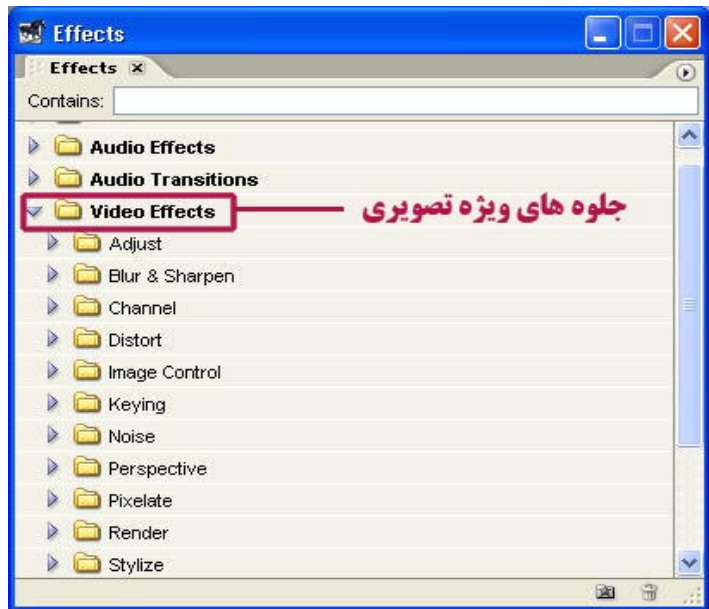 Effects
Effects
Contains:
Audio Effects
Audio Transitions
Video Effects
جلوه های ویژه تصویری
Adjust
Blur & Sharpen
Channel
Distort
Image Control
Keying
Noise
Perspective
Pixelate
Render
Stylize